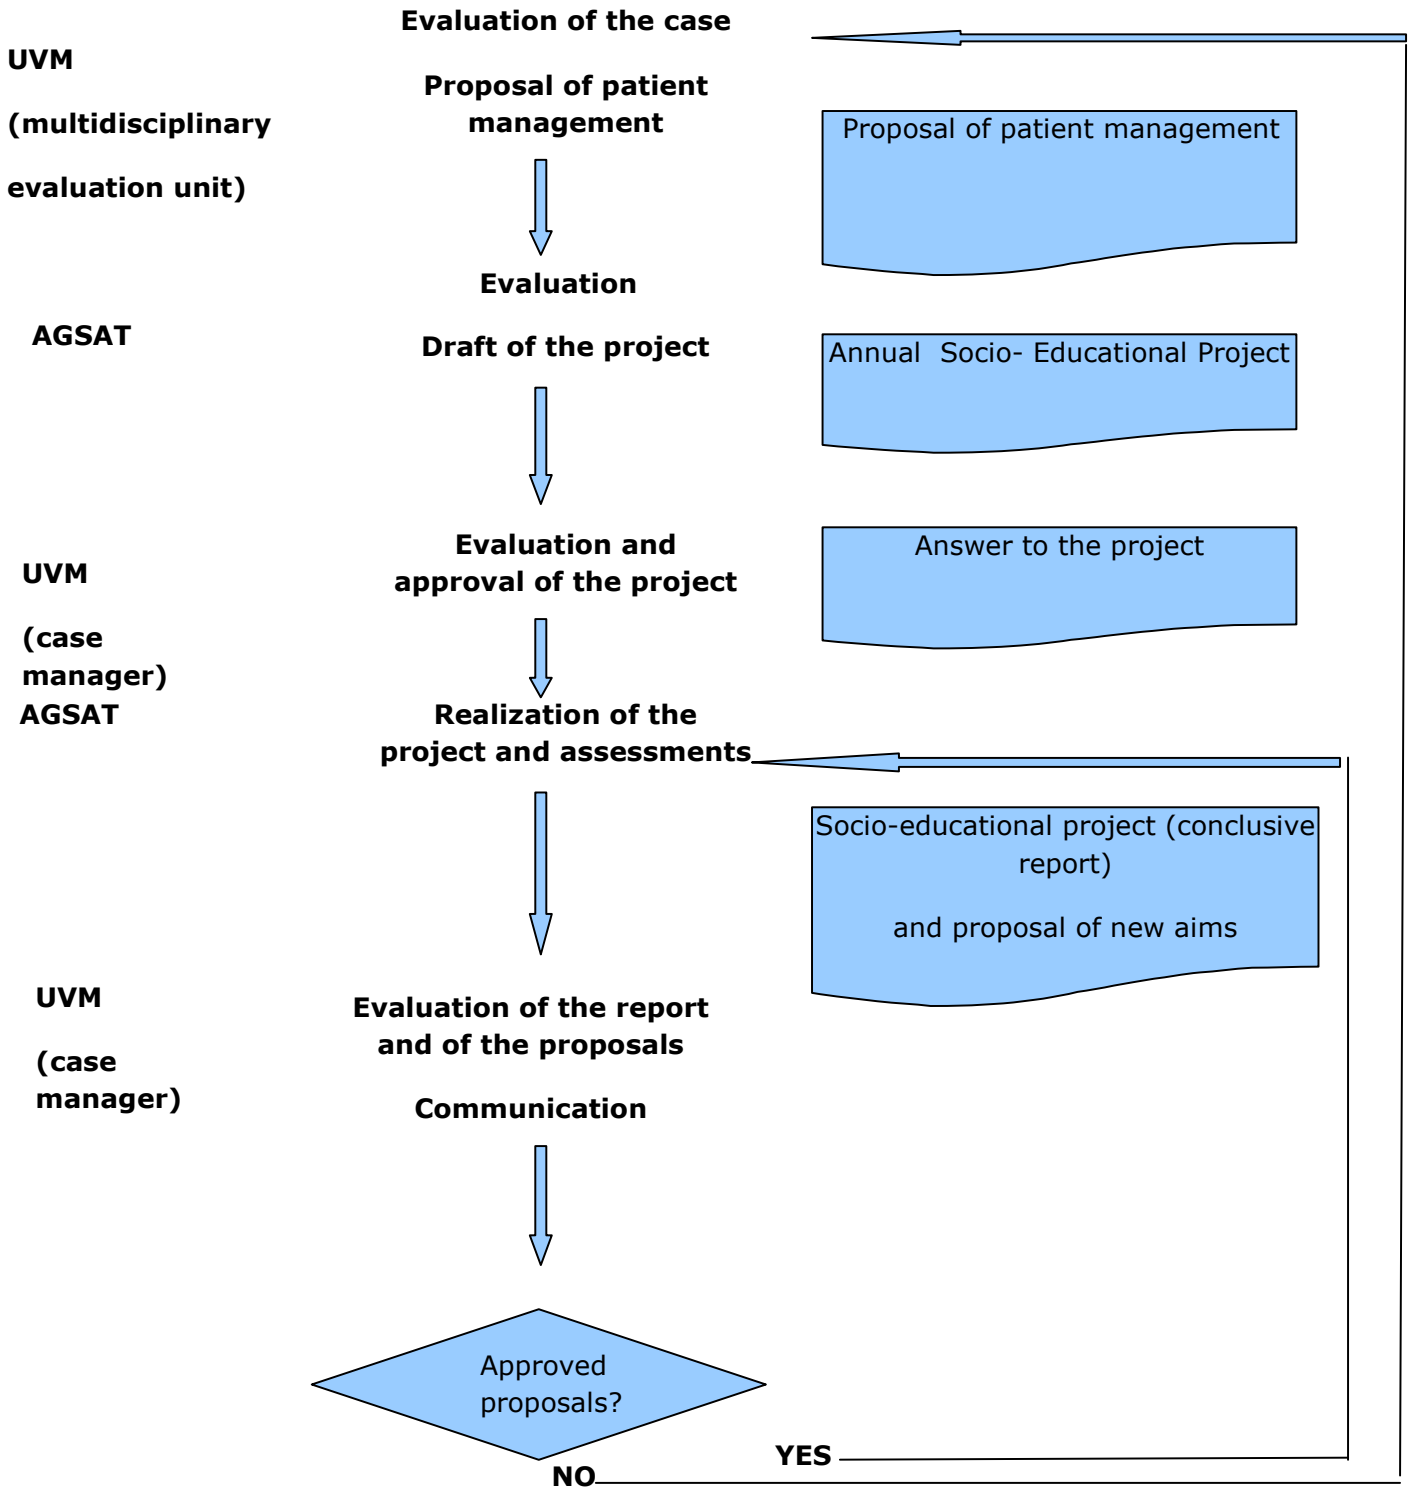 Evaluation of the case
UVM
(multidisciplinary
evaluation unit)
Proposal of patient
management
Proposal of patient management
Evaluation
AGSAT
Draft of the project
Annual Socio- Educational Project
Evaluation and
approval of the project
Answer to the project
UVM
(case
manager)
AGSAT
Realization of the
project and assessments
Socio-educational project (conclusive
report)
and proposal of new aims
UVM
(case
manager)
Evaluation of the report
and of the proposals
Communication
Approved
proposals?
YES
NO